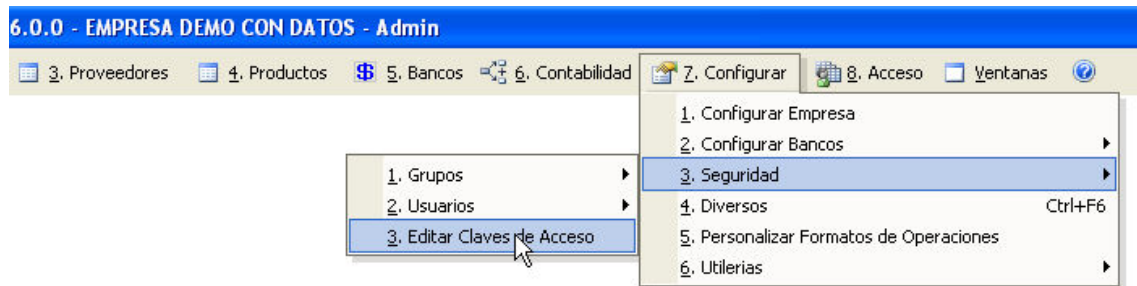 6.0.0 - EMPRESA DEMO CON DATOS - Admin
3. Proveedores 4. Productos 5. Bancos 6. Contabilidad 7. Configurar 8. Acceso Ventanas
1. Configurar Empresa
2. Configurar Bancos
3. Seguridad
4. Diversos Ctrl+F6
5. Personalizar Formatos de Operaciones
6. Utilerias
1. Grupos
2. Usuarios
3. Editar Claves de Acceso